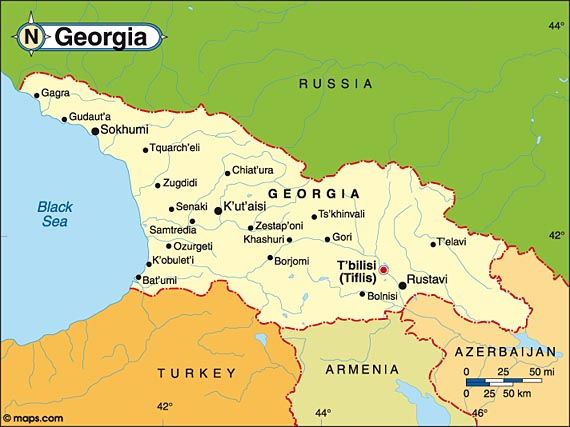 N Georgia
44°
RUSSIA
Gagra
Gudaut'a
Sokhumi
Tquarch'eli
Chiat'ura
Zugdidi
GEORGIA
Senaki
K'ut'aisi
Ts'khinvali
Black
Sea
Samtredia
Zestap'oni
42°
Khashuri
Gori
T'elavi
Ozurgeti
K'obulet'i
Borjomi
T'bilisi
(Tiflis)
Bat'umi
Rustavi
Bolnisi
AZERBAIJAN
TURKEY
ARMENIA
0 25 50 mi
0 25 50 km
42°
44°
46°
© maps.com